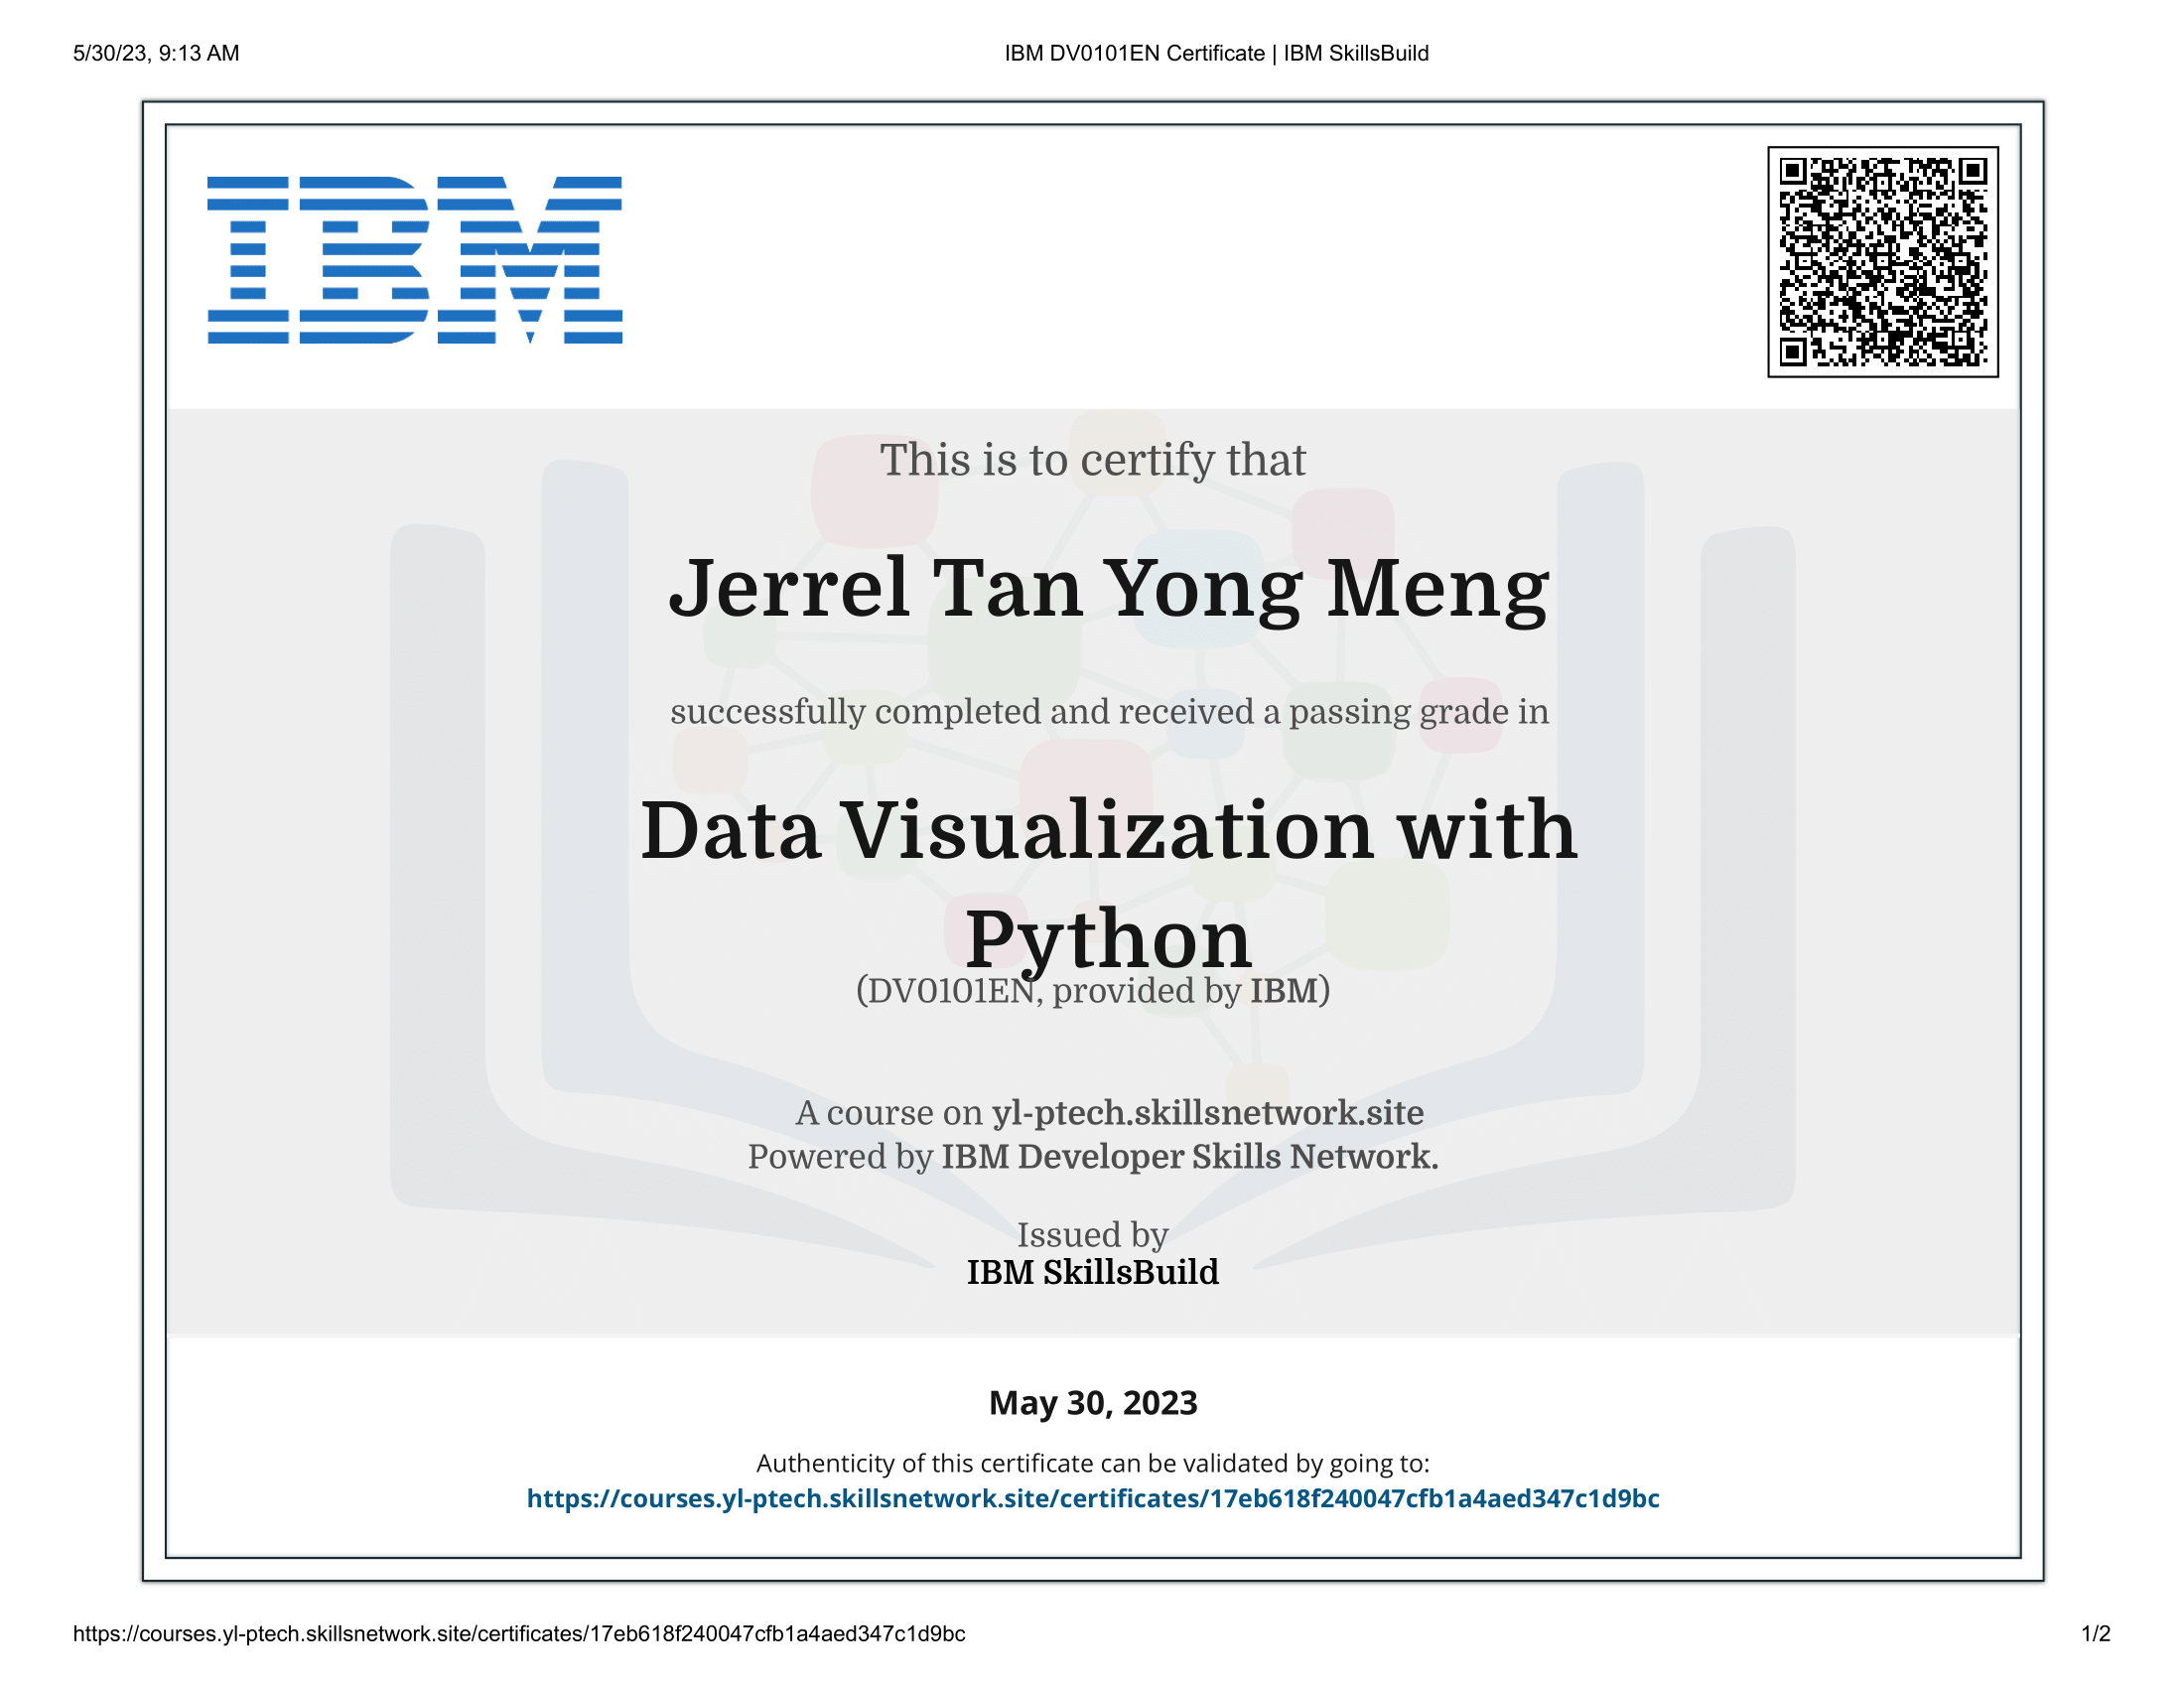 5/30/23, 9:13 AM
IBM DV0101EN Certificate | IBM SkillsBuild
IBM
This is to certify that
Jerrel Tan Yong Meng
successfully completed and received a passing grade in
Data Visualization with
Python
(DV0101EN, provided by IBM)
A course on yl-ptech.skillsnetwork.site
Powered by IBM Developer Skills Network.
Issued by
IBM SkillsBuild
May 30, 2023
Authenticity of this certificate can be validated by going to:
https://courses.yl-ptech.skillsnetwork.site/certificates/17eb618f240047cfb1a4aed347c1d9bc
https://courses.yl-ptech.skillsnetwork.site/certificates/17eb618f240047cfb1a4aed347c1d9bc
1/2